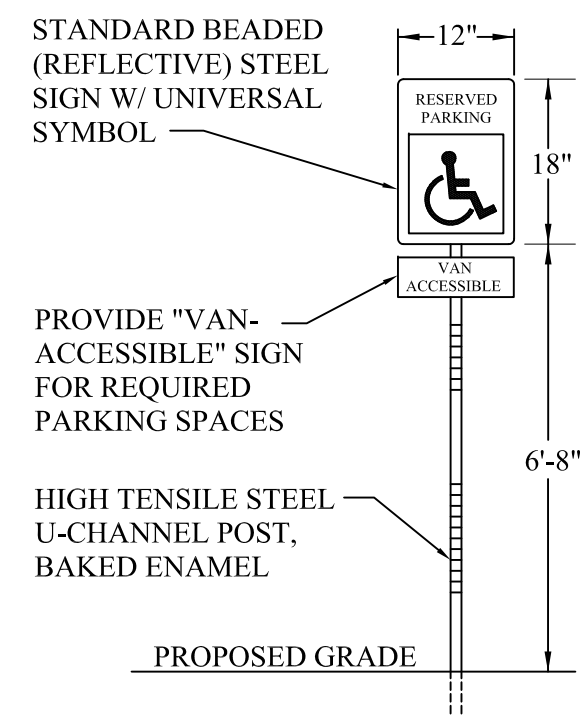 STANDARD BEADED
(REFLECTIVE) STEEL
SIGN W/ UNIVERSAL
SYMBOL
12"
RESERVED
PARKING
18"
VAN
ACCESSIBLE
PROVIDE "VAN-
ACCESSIBLE" SIGN
FOR REQUIRED
PARKING SPACES
6'-8"
HIGH TENSILE STEEL
U-CHANNEL POST,
BAKED ENAMEL
PROPOSED GRADE